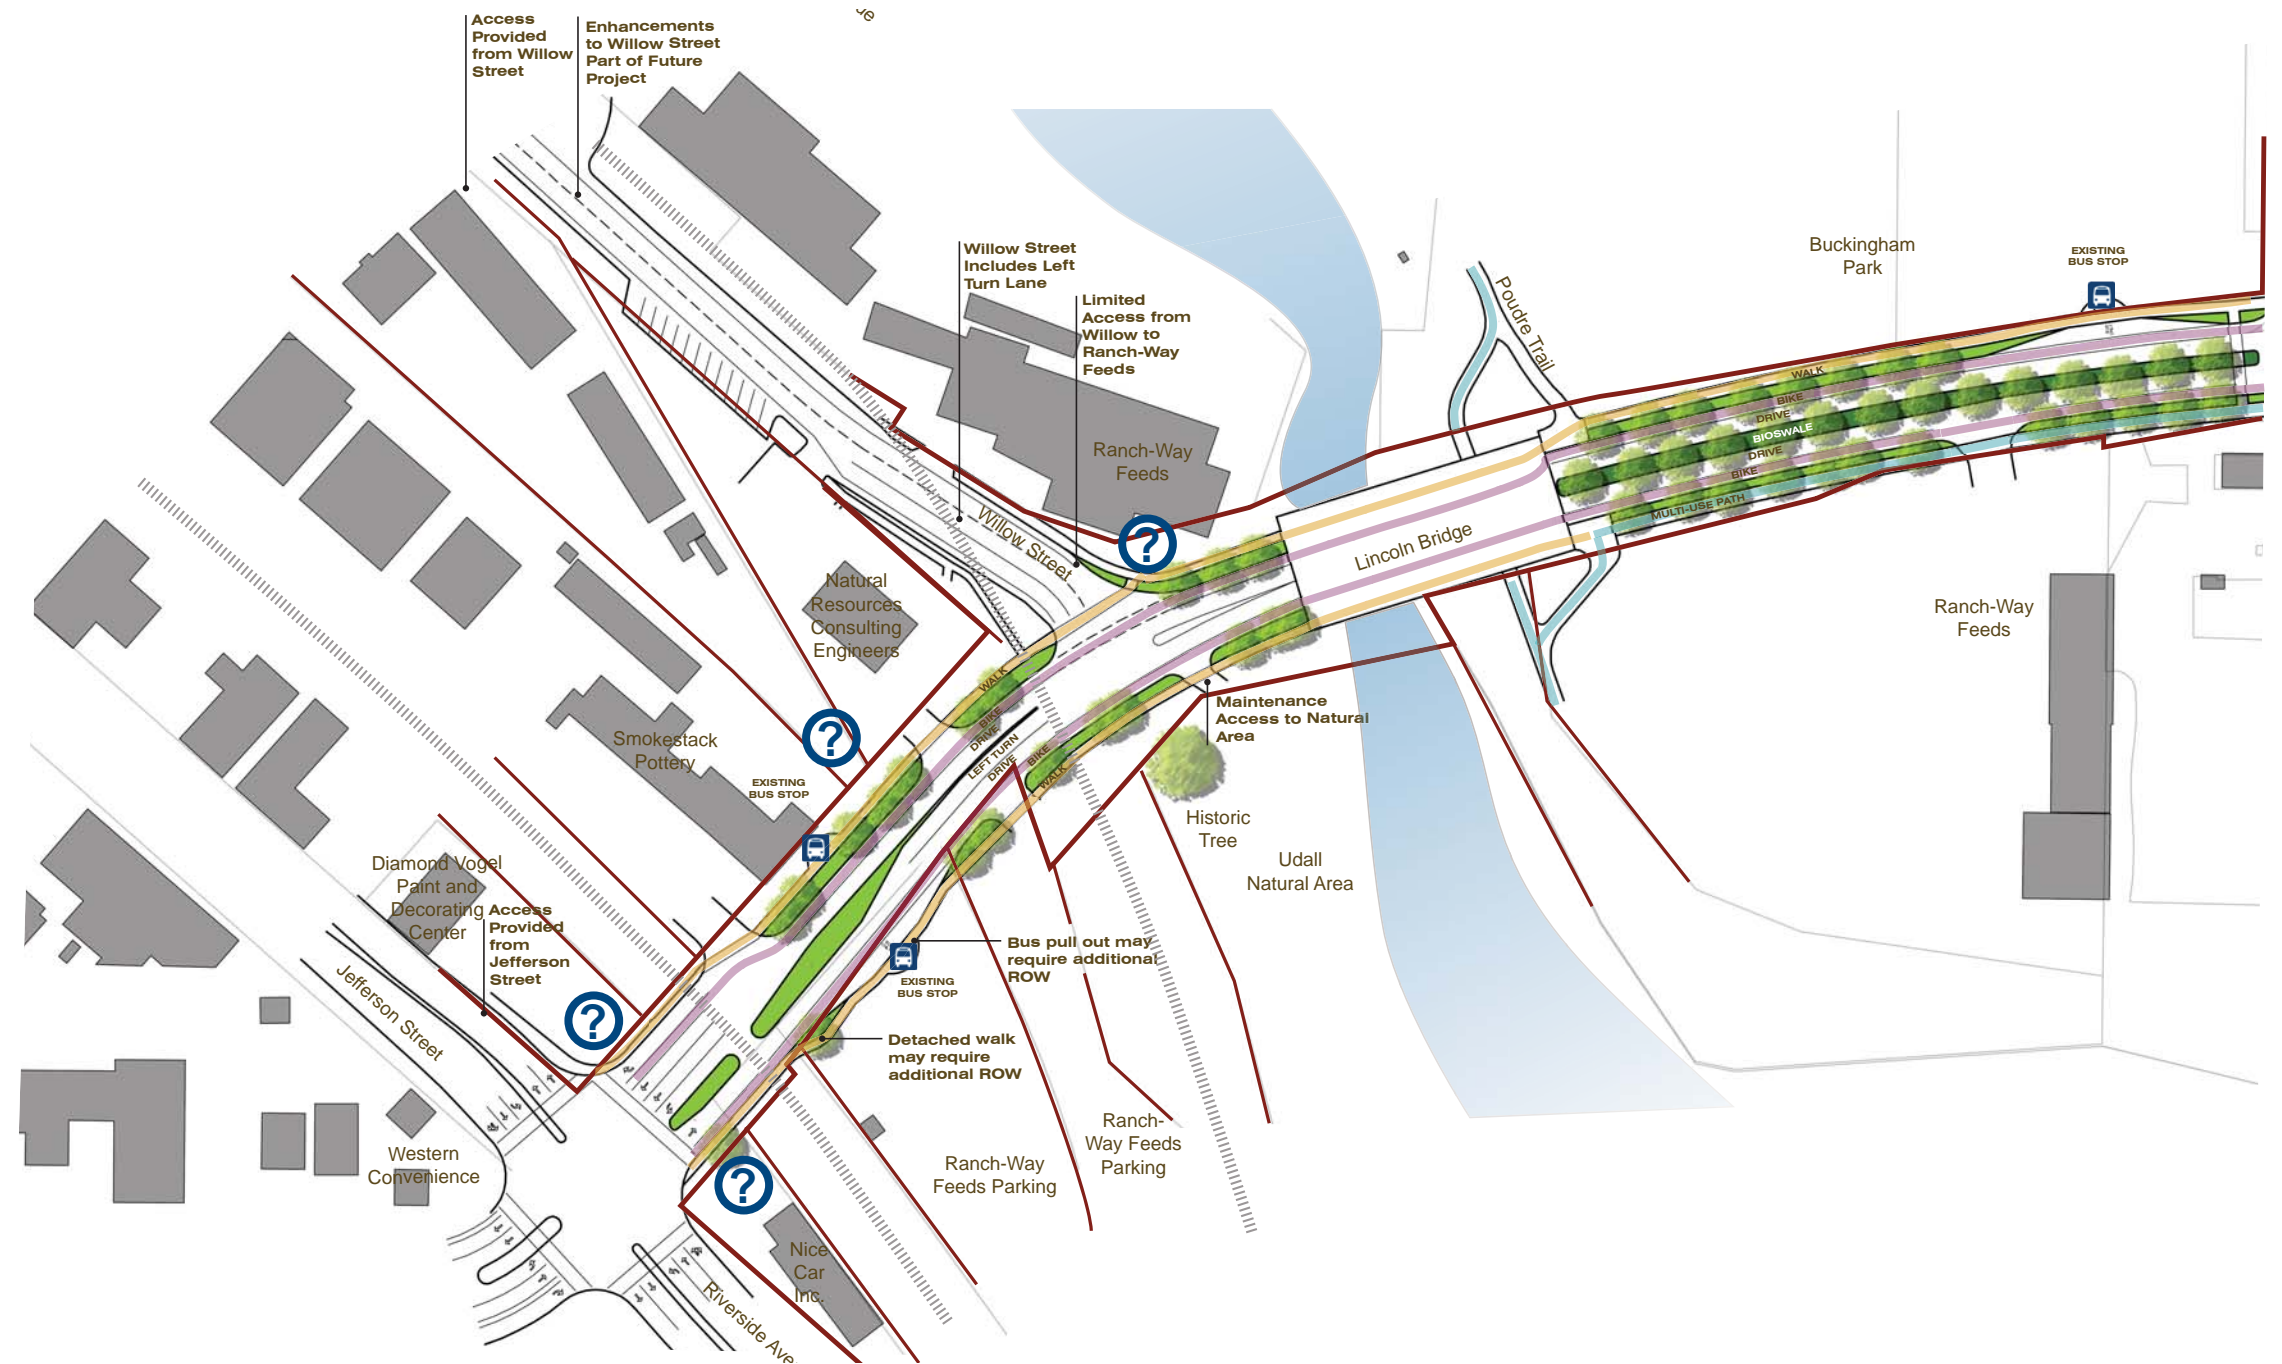 Access
Provided
from Willow
Street
Enhancements
to Willow Street
Part of Future
Project
Willow Street
Includes Left
Turn Lane
Limited
Access from
Willow to
Ranch-Way
Feeds
Poudre Trail
Buckingham
Park
EXISTING
BUS STOP
Ranch-Way
Feeds
WALK
BIKE
DRIVE
BIOSWALE
DRIVE
BIKE
MULTI-USE PATH
Willow Street
Lincoln Bridge
?
Natural
Resources
Consulting
Engineers
Ranch-Way
Feeds
WALK
BIKE
DRIVE
LEFT TURN
DRIVE
BIKE
WALK
Maintenance
Access to Natural
Area
Smokestack
Pottery
?
EXISTING
BUS STOP
Historic
Tree
Udall
Natural Area
Diamond Vogel
Paint and
Decorating
Center
Access
Provided
from
Jefferson
Street
Bus pull out may
require additional
ROW
EXISTING
BUS STOP
Jefferson Street
?
Detached walk
may require
additional ROW
Western
Convenience
?
Ranch-Way
Feeds Parking
Ranch-
Way Feeds
Parking
Nice
Car
Inc.
Riverside Ave